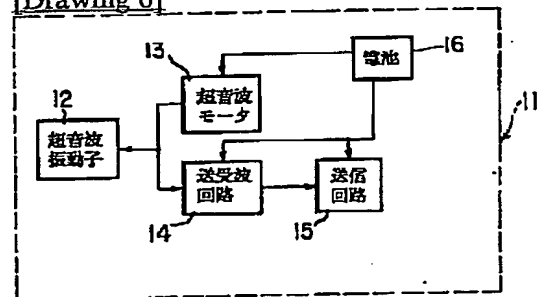 [Drawing 6]
13
電池
16
超音波
モータ
12
11
超音波
振動子
送受波
回路
送信
回路
14
15